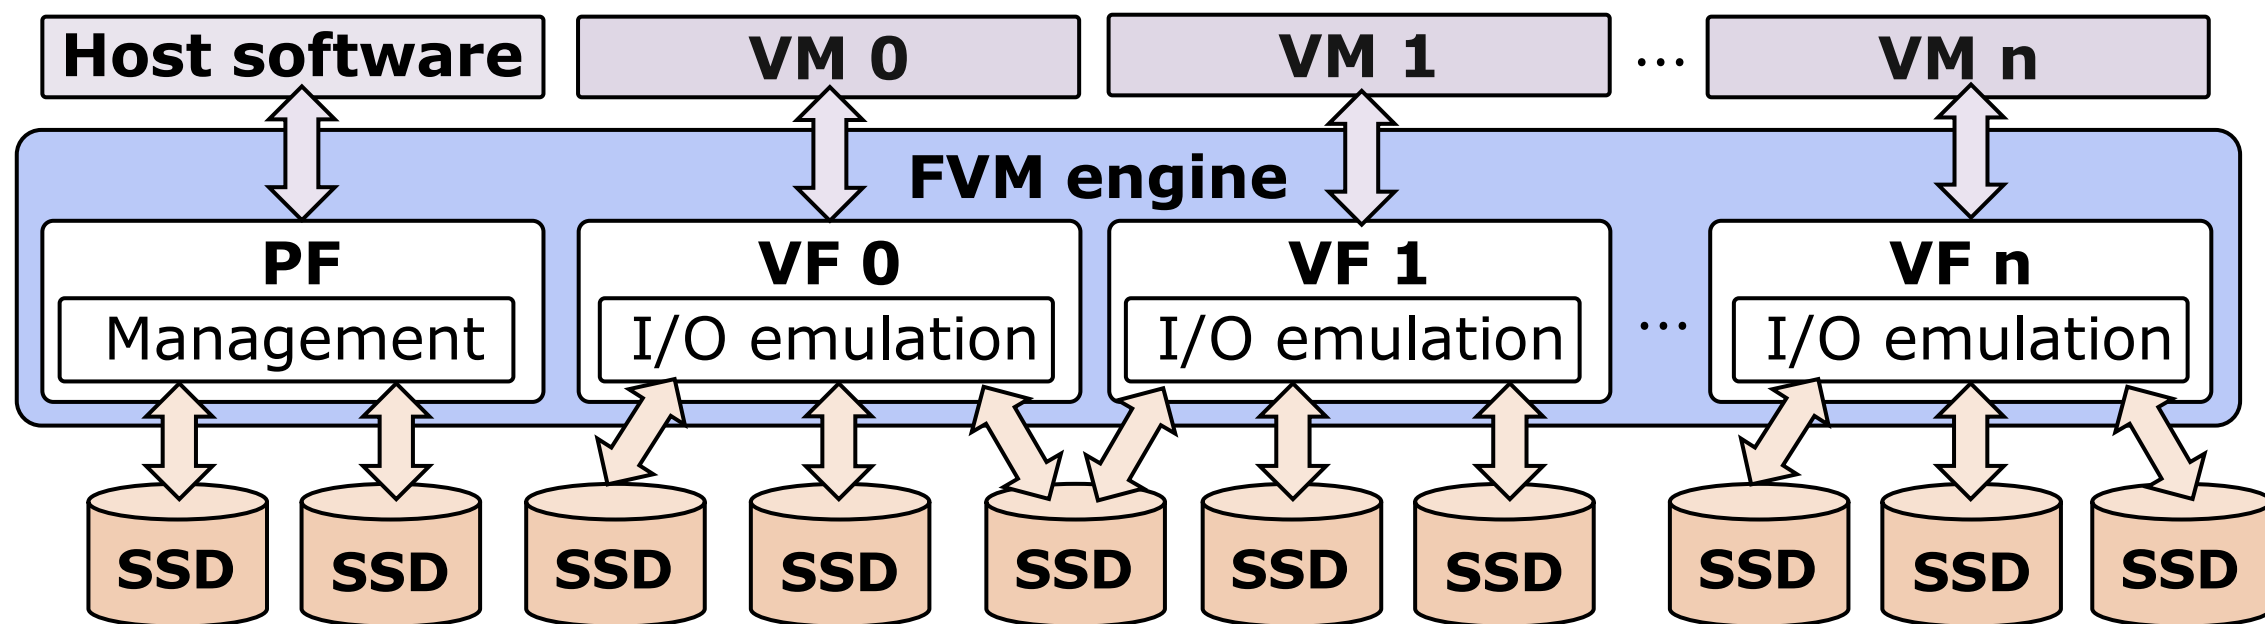 Host software VM 0 VM 1 ... VM n
FVM engine
PF VF 0 VF 1 VF n
Management I/O emulation I/O emulation ... I/O emulation
SSD SSD SSD SSD SSD SSD SSD SSD SSD SSD